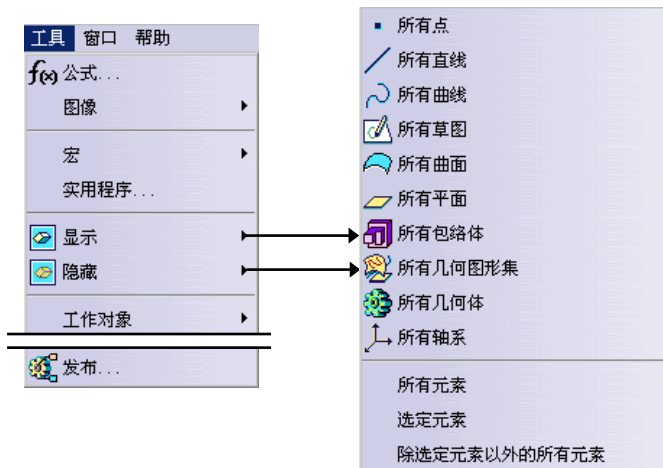 工具 窗口 帮助
f(x) 公式...
图像
宏
实用程序...
显示
隐藏
工作对象
发布...
所有点
所有直线
所有曲线
所有草图
所有曲面
所有平面
所有包络体
所有几何图形集
所有几何体
所有轴系
所有元素
选定元素
除选定元素以外的所有元素